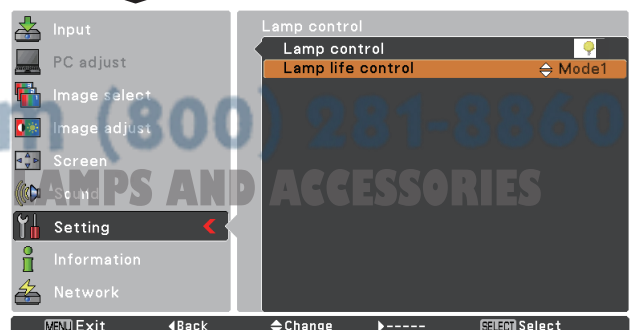 Input
PC adjust
Image select
Image adjust
Screen
Sound
Setting
Information
Network
Lamp control
Lamp control
Lamp life control Mode1
m (800) 281-8860
LAMPS AND ACCESSORIES
MENU Exit Back Change ----- SELECT Select